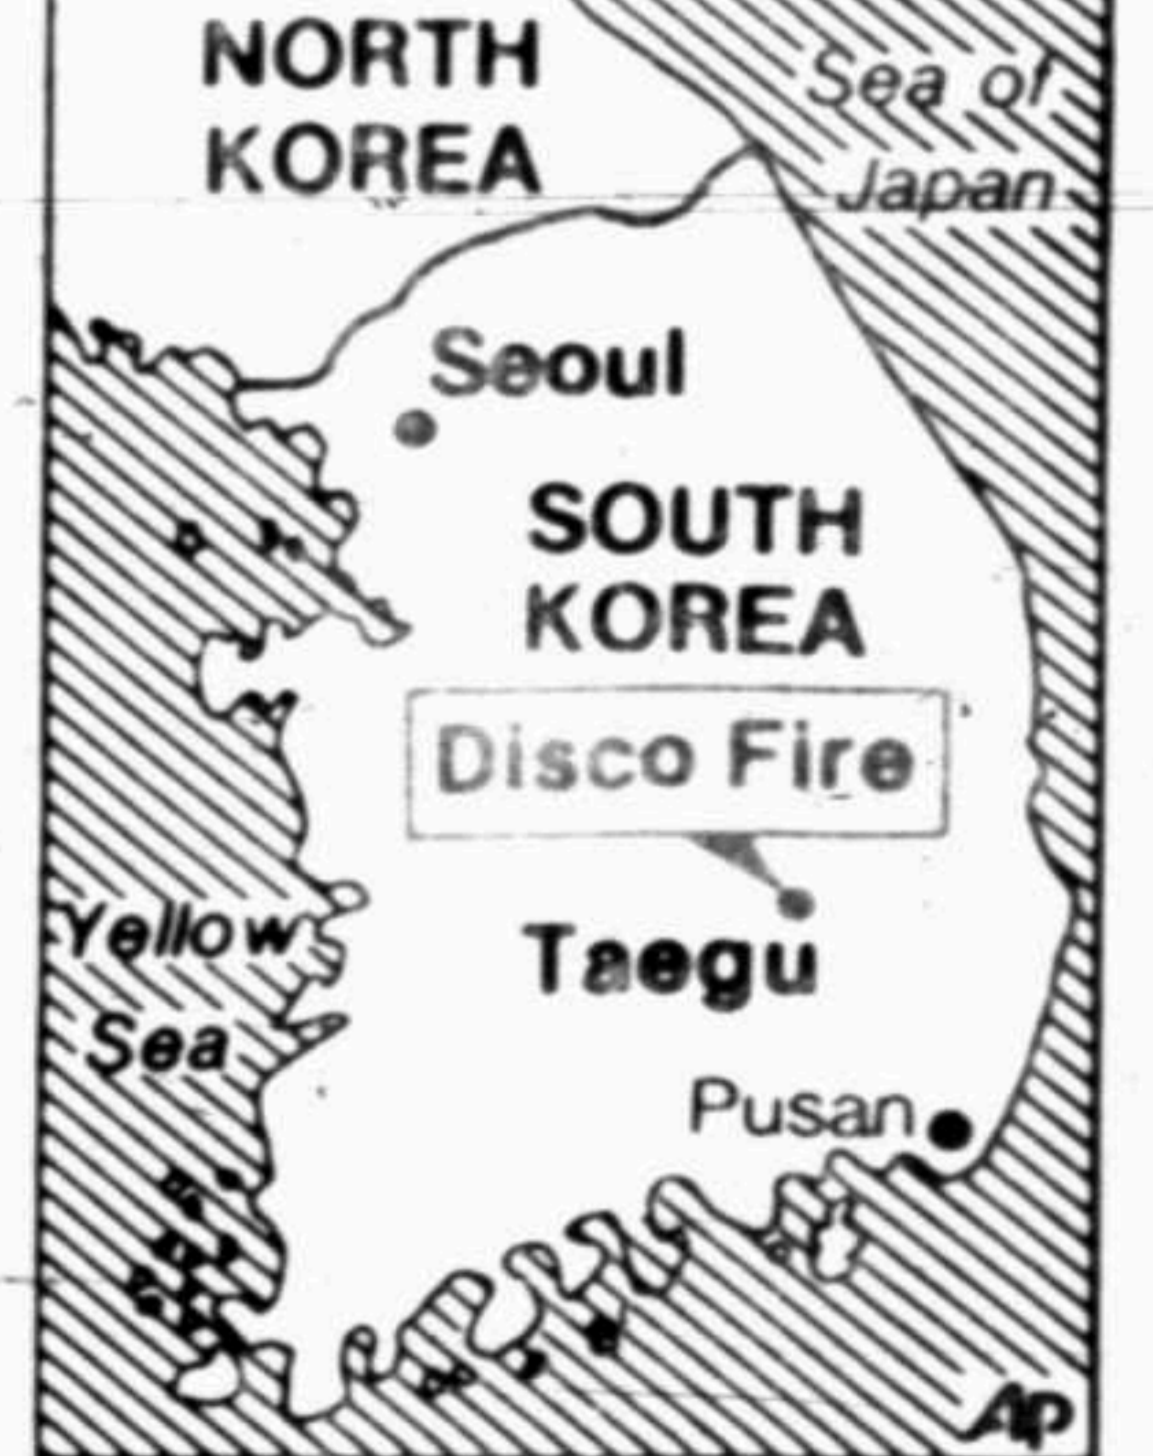 NORTH
KOREA
Sea of
Japan
Seoul
SOUTH
KOREA
Disco Fire
Taegu
Yellow
Sea
Pusan
AP